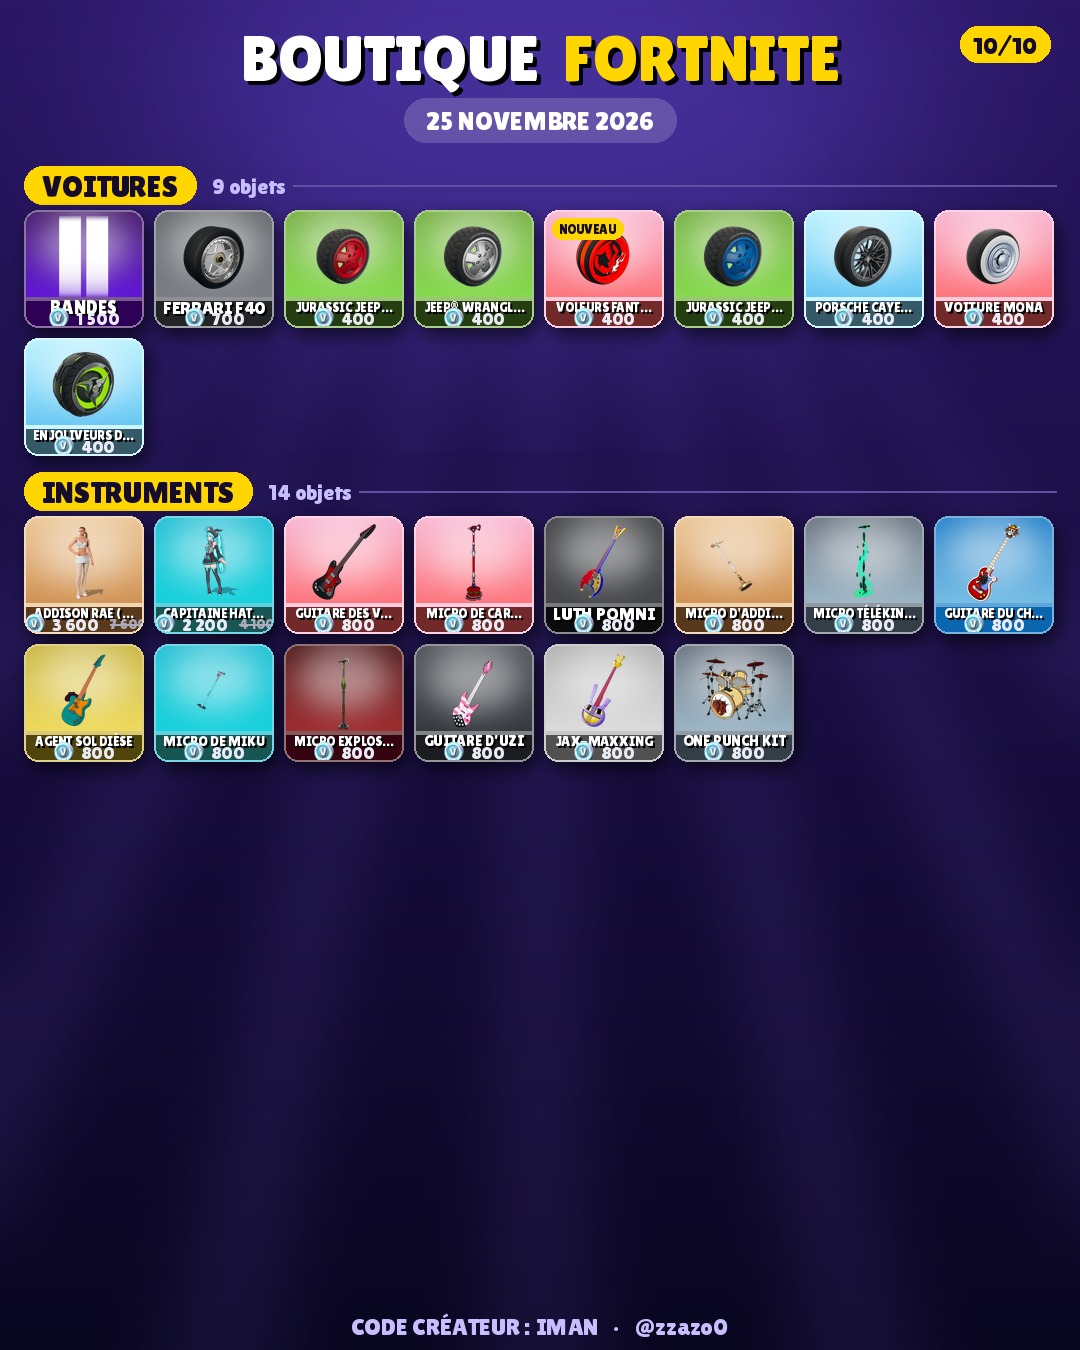 BOUTIQUE FORTNITE
10/10
25 NOVEMBRE 2026
VOITURES 9 objets
BANDES
1 500
FERRARI F40
700
JURASSIC JEEP...
400
JEEP® WRANGL...
400
NOUVEAU
VOLEURS FANT...
400
JURASSIC JEEP...
400
PORSCHE CAYE...
400
VOITURE MONA
400
ENJOLIVEURS D...
400
INSTRUMENTS 14 objets
ADDISON RAE (...
3 600
CAPITAINE HAT...
2 200
GUITARE DES V...
800
MICRO DE CAR...
800
LUTH POMNI
800
MICRO D'ADDI...
800
MICRO TÉLÉKIN...
800
GUITARE DU CH...
800
AGENT SOL DIÈSE
800
MICRO DE MIKU
800
MICRO EXPLOS...
800
GUITARE D'UZI
800
JAX-MAXXING
800
ONE PUNCH KIT
800
CODE CRÉATEUR : IMAN · @zzazo0